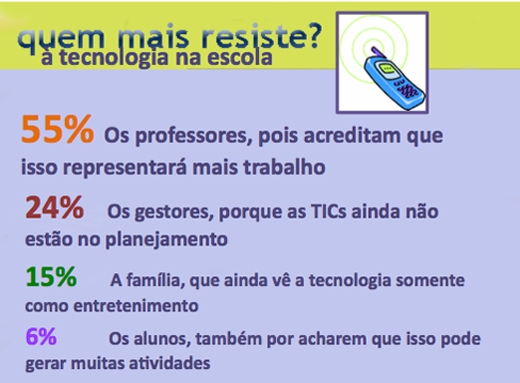 quem mais resiste?
à tecnologia na escola
55% Os professores, pois acreditam que
isso representará mais trabalho
24% Os gestores, porque as TICs ainda não
estão no planejamento
15% A família, que ainda vê a tecnologia somente
como entretenimento
6% Os alunos, também por acharem que isso pode
gerar muitas atividades